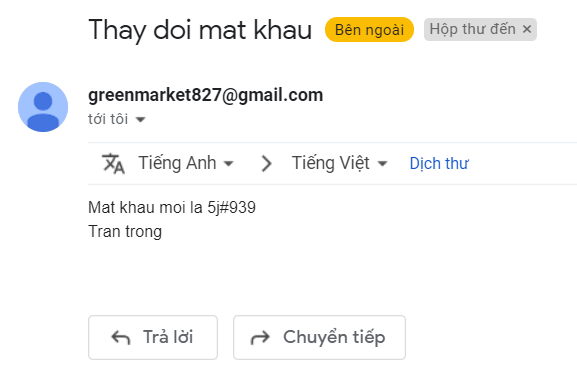 Thay doi mat khau Bên ngoài Hộp thư đến ×
greenmarket827@gmail.com
tới tôi
Tiếng Anh > Tiếng Việt Dịch thư
Mat khau moi la 5j#939
Tran trong
Trả lời Chuyển tiếp